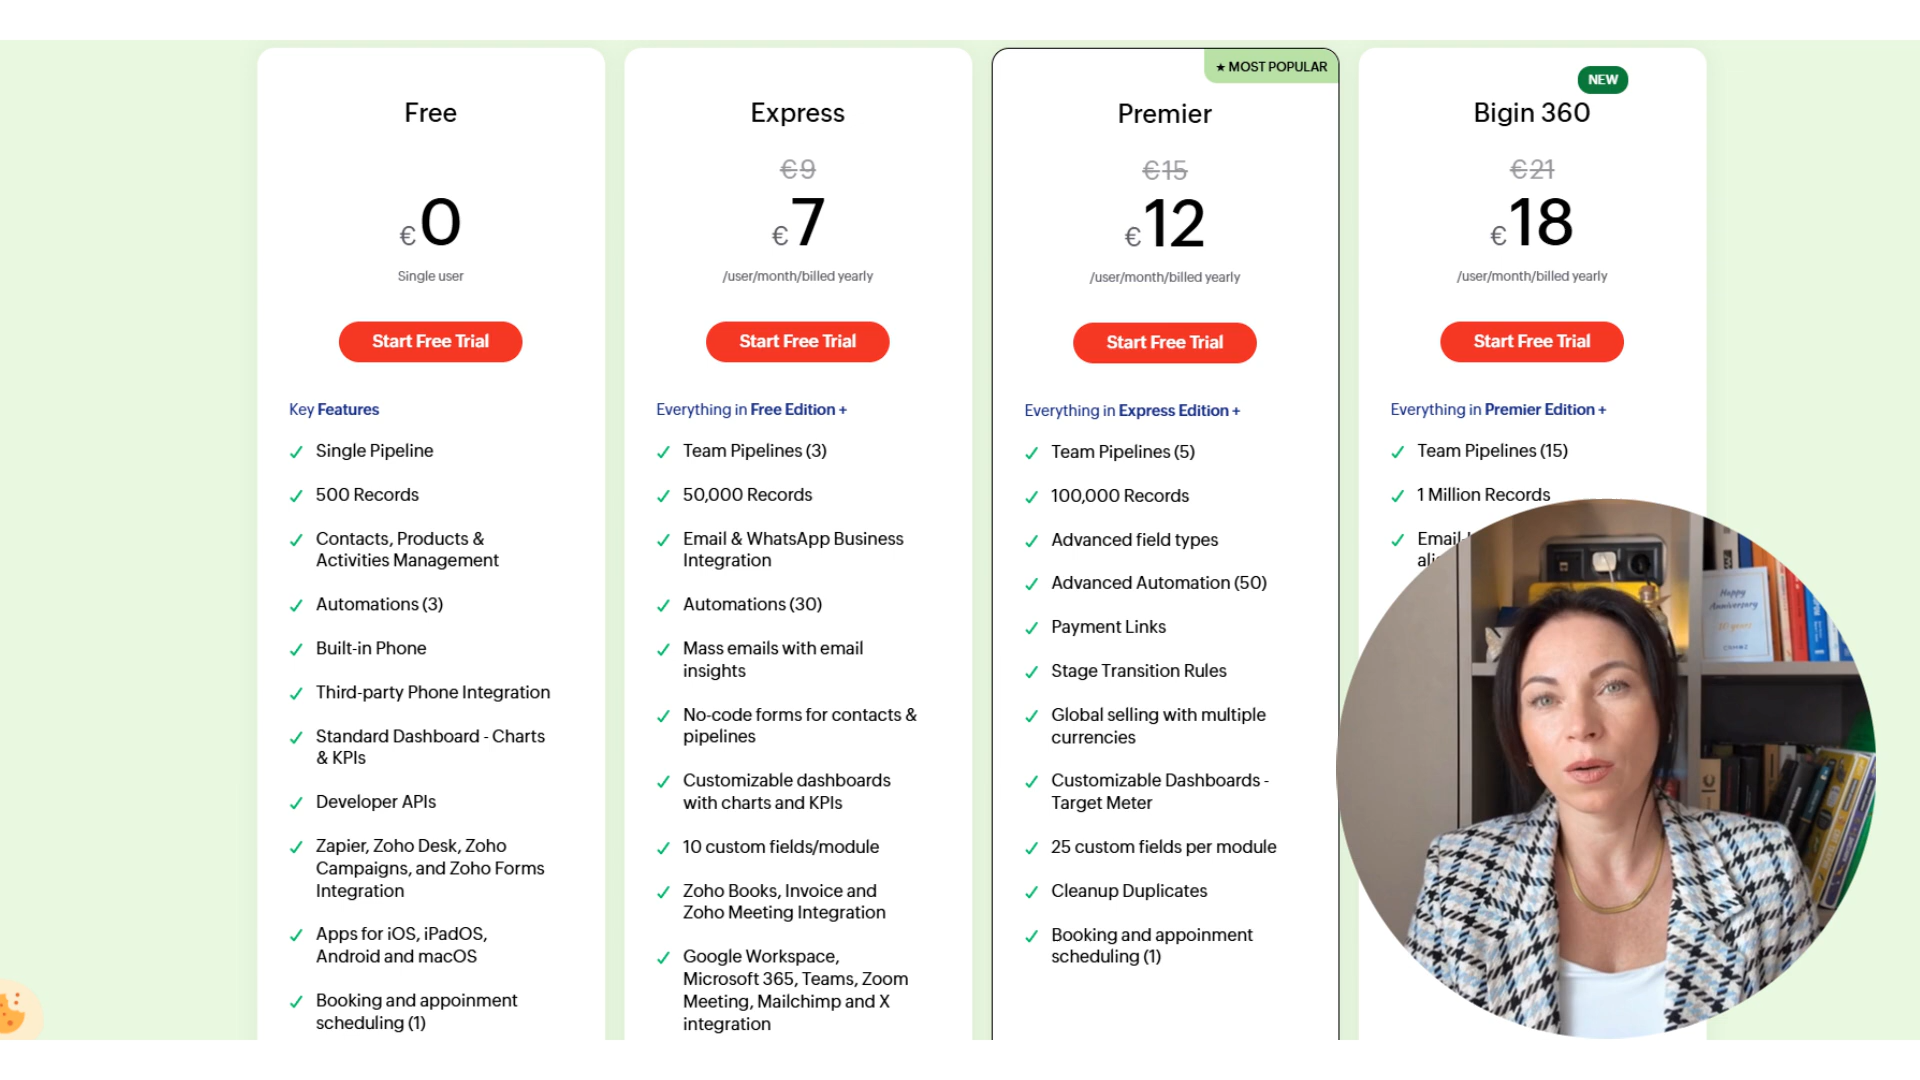 Free
€0
Single user
Start Free Trial
Key Features
Single Pipeline
500 Records
Contacts, Products &
Activities Management
Automations (3)
Built-in Phone
Third-party Phone Integration
Standard Dashboard - Charts
& KPIs
Developer APIs
Zapier, Zoho Desk, Zoho
Campaigns, and Zoho Forms
Integration
Apps for iOS, iPadOS,
Android and macOS
Booking and appoinment
scheduling (1)
Express
€9
€7
/user/month/billed yearly
Start Free Trial
Everything in Free Edition +
Team Pipelines (3)
50,000 Records
Email & WhatsApp Business
Integration
Automations (30)
Mass emails with email
insights
No-code forms for contacts &
pipelines
Customizable dashboards
with charts and KPIs
10 custom fields/module
Zoho Books, Invoice and
Zoho Meeting Integration
Google Workspace,
Microsoft 365, Teams, Zoom
Meeting, Mailchimp and X
integration
★ MOST POPULAR
Premier
€15
€12
/user/month/billed yearly
Start Free Trial
Everything in Express Edition +
Team Pipelines (5)
100,000 Records
Advanced field types
Advanced Automation (50)
Payment Links
Stage Transition Rules
Global selling with multiple
currencies
Customizable Dashboards -
Target Meter
25 custom fields per module
Cleanup Duplicates
Booking and appoinment
scheduling (1)
NEW
Bigin 360
€21
€18
/user/month/billed yearly
Start Free Trial
Everything in Premier Edition +
Team Pipelines (15)
1 Million Records
Email
Happy
Anniversary